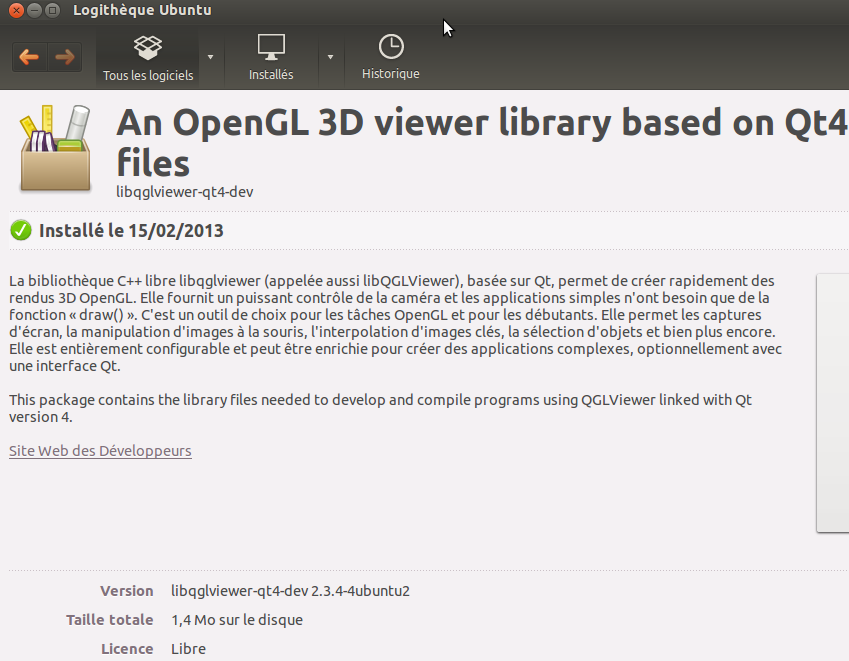 Logithèque Ubuntu
Tous les logiciels
Installés
Historique
An OpenGL 3D viewer library based on Qt4
files
libqglviewer-qt4-dev
Installé le 15/02/2013
La bibliothèque C++ libre libqglviewer (appelée aussi libQGLViewer), basée sur Qt, permet de créer rapidement des
rendus 3D OpenGL. Elle fournit un puissant contrôle de la caméra et les applications simples n'ont besoin que de la
fonction « draw() ». C'est un outil de choix pour les tâches OpenGL et pour les débutants. Elle permet les captures
d'écran, la manipulation d'images à la souris, l'interpolation d'images clés, la sélection d'objets et bien plus encore.
Elle est entièrement configurable et peut être enrichie pour créer des applications complexes, optionnellement avec
une interface Qt.
This package contains the library files needed to develop and compile programs using QGLViewer linked with Qt
version 4.
Site Web des Développeurs
Version libqglviewer-qt4-dev 2.3.4-4ubuntu2
Taille totale 1,4 Mo sur le disque
Licence Libre